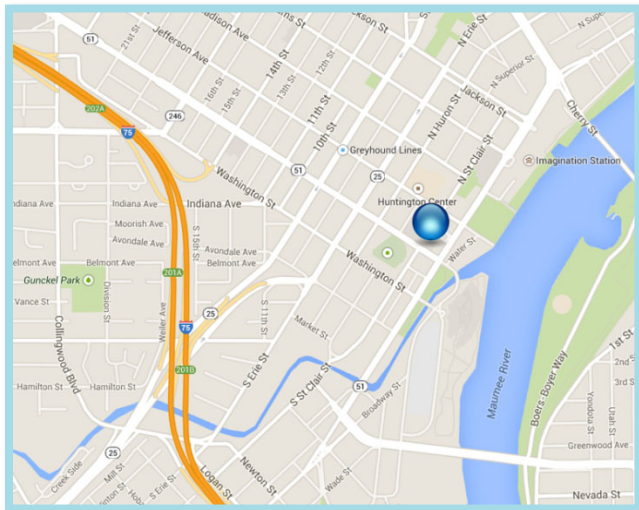 51
21st St
Madison Ave
Jefferson Ave
14th St
16th St
15th St
12th St
13th St
11th St
10th St
N Erie St
N Superior St
Jackson St
N Huron St
Cherry St
202A
75
246
Greyhound Lines
N St Clair St
Imagination Station
51
25
Huntington Center
Washington St
Indiana Ave
Indiana Ave
Moorish Ave
Avondale Ave
S 15th St
Avondale Ave
Belmont Ave
Belmont Ave
Belmont Ave
Water St
Washington St
Gunckel Park
201A
Division St
Vance St
Weiler Ave
25
S 11th St
75
Market St
Collingwood Blvd
S Erie St
201B
Hamilton St
Hamilton St
S St Clair St
51
Broadway St
Maumee River
Boers-Boyer Way
1st St
2nd S
3rd S
Yondota St
Utah St
Greenwood Ave
25
Creek Side
Mill St
S Erie St
Logan St
Newton St
Wade St
Nevada St